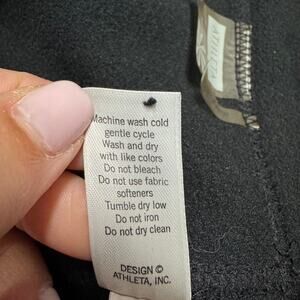 ATHLETA
Machine wash cold
gentle cycle
Wash and dry
with like colors
Do not bleach
Do not use fabric
softeners
Tumble dry low
Do not iron
Do not dry clean
DESIGN ©
ATHLETA, INC.